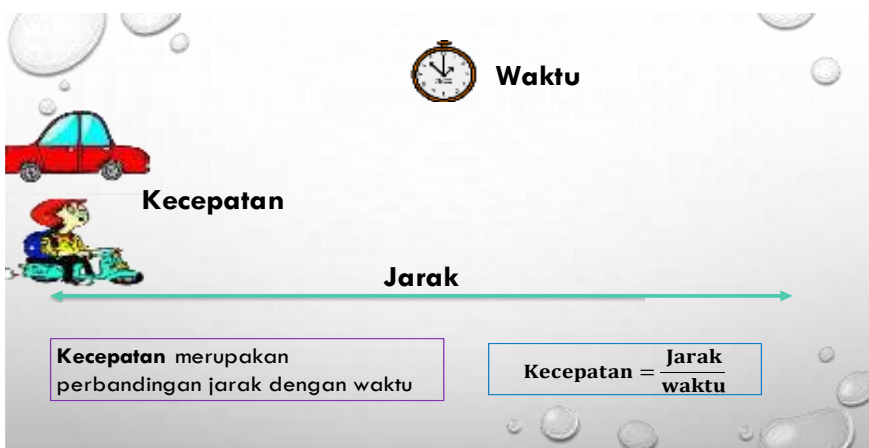 Waktu
Kecepatan
Jarak
Kecepatan merupakan
perbandingan jarak dengan waktu
Kecepatan = Jarak / waktu